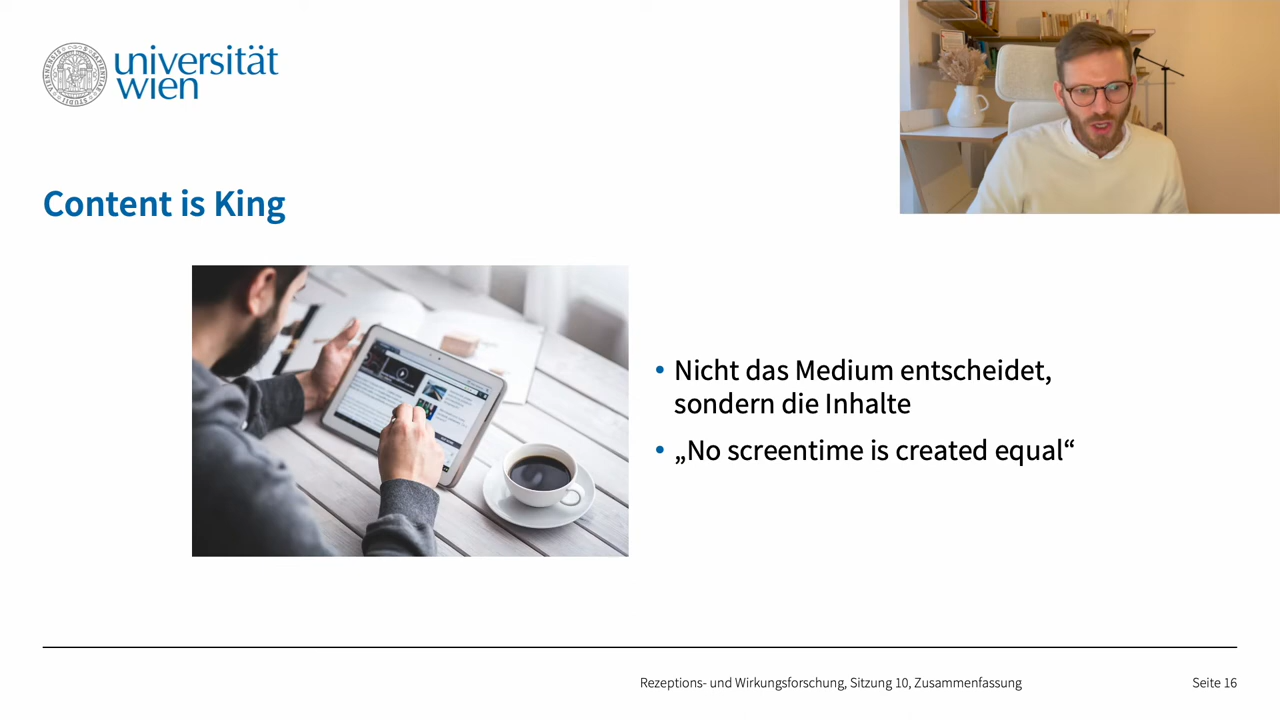 universität
wien
Content is King
• Nicht das Medium entscheidet,
sondern die Inhalte
• „No screentime is created equal“
Rezeptions- und Wirkungsforschung, Sitzung 10, Zusammenfassung
Seite 16